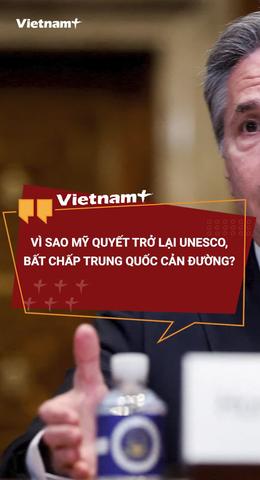 Vietnam+
Vietnam+
VÌ SAO MỸ QUYẾT TRỞ LẠI UNESCO,
BẤT CHẤP TRUNG QUỐC CẢN ĐƯỜNG?